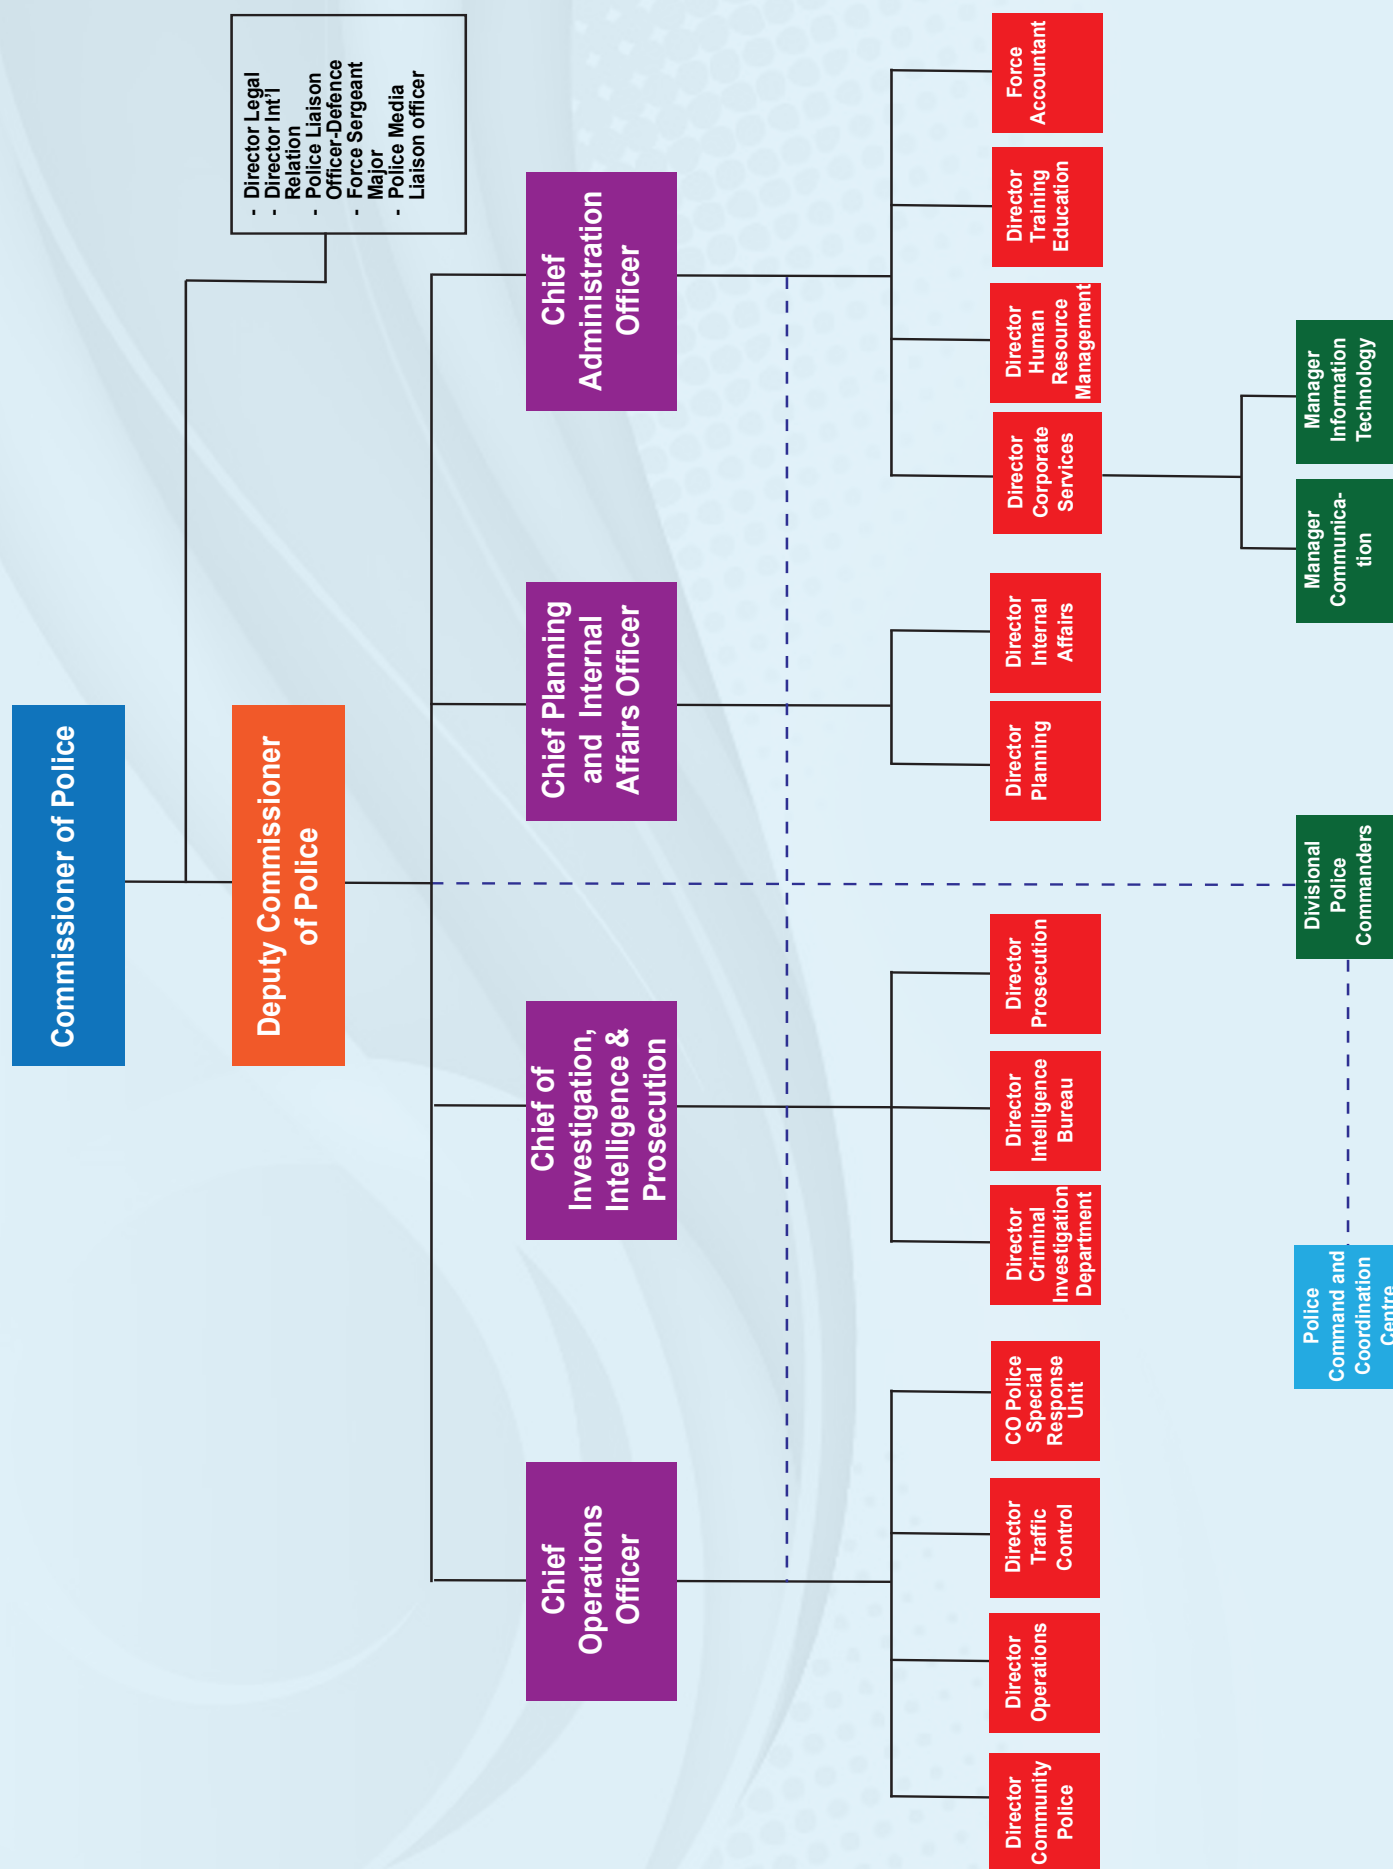 Commissioner of Police
Deputy Commissioner
of Police
- Director Legal
- Director Int'l
Relation
- Police Liaison
Officer-Defence
- Force Sergeant
Major
- Police Media
Liaison officer
Chief
Operations
Officer
Chief of
Investigation,
Intelligence &
Prosecution
Chief Planning
and Internal
Affairs Officer
Chief
Administration
Officer
Director
Community
Police
Director
Operations
Director
Traffic
Control
CO Police
Special
Response
Unit
Director
Criminal
Investigation
Department
Director
Intelligence
Bureau
Director
Prosecution
Director
Planning
Director
Internal
Affairs
Director
Corporate
Services
Director
Human
Resource
Management
Director
Training
Education
Force
Accountant
Police
Command and
Coordination
Centre
Divisional
Police
Commanders
Manager
Communica-
tion
Manager
Information
Technology